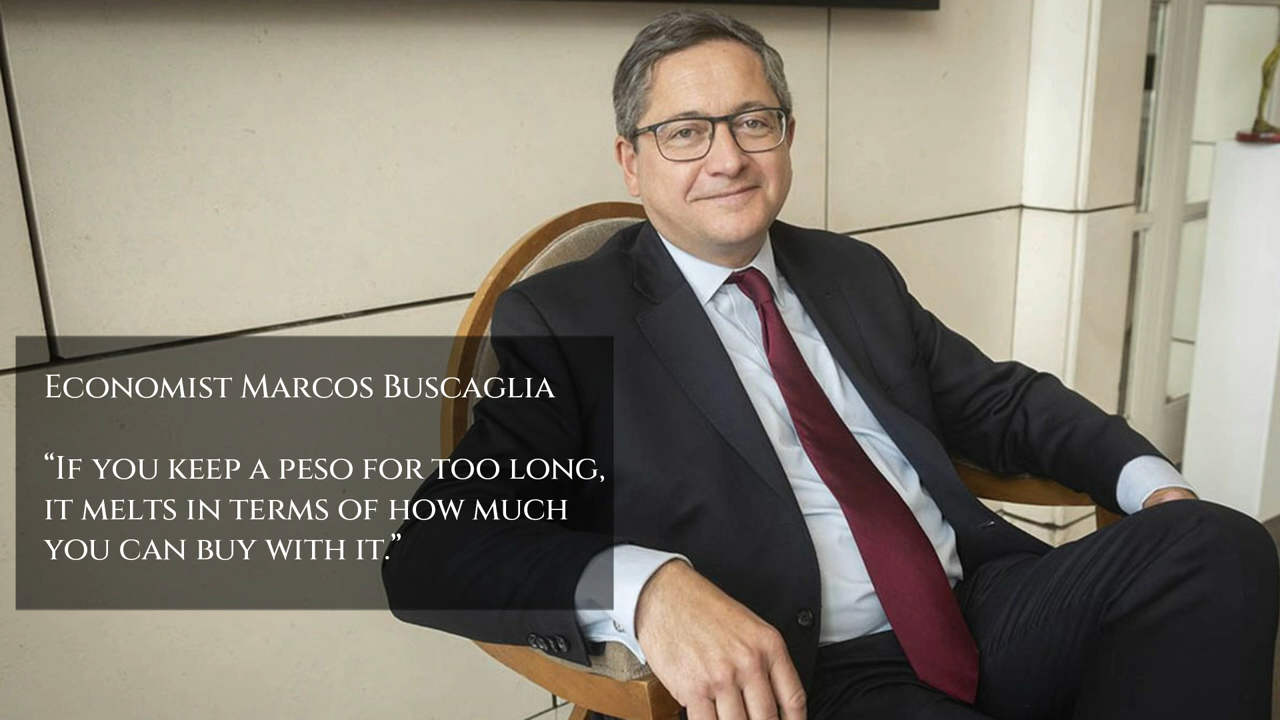 Economist Marcos Buscaglia
“If you keep a peso for too long,
it melts in terms of how much
you can buy with it.”